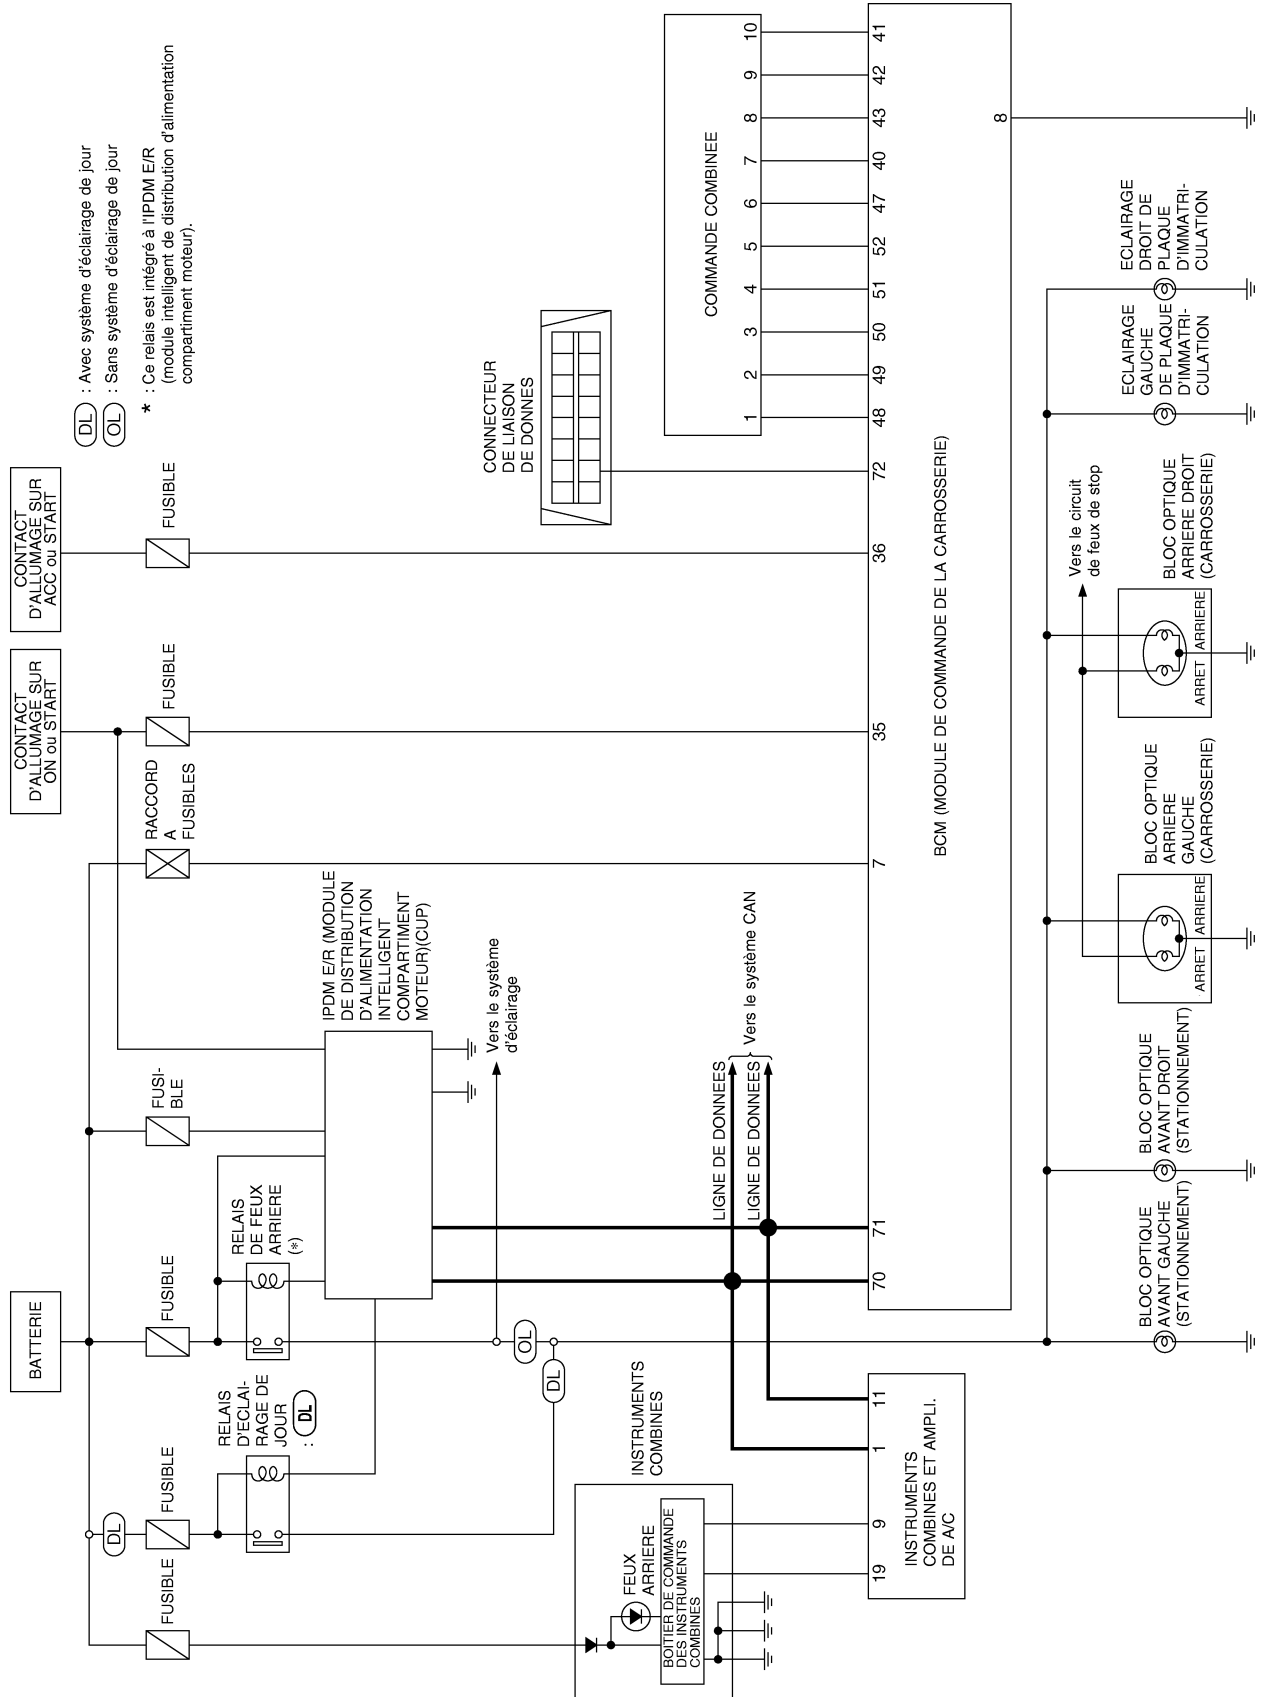 BATTERIE
CONTACT
D'ALLUMAGE SUR
ON ou START
CONTACT
D'ALLUMAGE SUR
ACC ou START
DL : Avec système d'éclairage de jour
OL : Sans système d'éclairage de jour
* : Ce relais est intégré à l'IPDM E/R
(module intelligent de distribution d'alimentation
compartiment moteur).
FUSIBLE
DL
FUSIBLE
FUSIBLE
FUSI-
BLE
RACCORD
A
FUSIBLES
FUSIBLE
FUSIBLE
RELAIS
D'ECLAI-
RAGE DE
JOUR
: DL
RELAIS
DE FEUX
ARRIERE
(*)
IPDM E/R (MODULE
DE DISTRIBUTION
D'ALIMENTATION
INTELLIGENT
COMPARTIMENT
MOTEUR)(CUP)
Vers le système
d'éclairage
OL
DL
CONNECTEUR
DE LIAISON
DE DONNES
INSTRUMENTS
COMBINES
FEUX
ARRIERE
BOITIER DE COMMANDE
DES INSTRUMENTS
COMBINES
LIGNE DE DONNEES
LIGNE DE DONNEES
Vers le système CAN
COMMANDE COMBINEE
1 2 3 4 5 6 7 8 9 10
19 9 1 11
INSTRUMENTS
COMBINES ET AMPLI.
DE A/C
70 71 7 35 36 72 48 49 50 51 52 47 40 43 42 41
BCM (MODULE DE COMMANDE DE LA CARROSSERIE)
8
Vers le circuit
de feux de stop
BLOC OPTIQUE
AVANT GAUCHE
(STATIONNEMENT)
BLOC OPTIQUE
AVANT DROIT
(STATIONNEMENT)
BLOC OPTIQUE
ARRIERE
GAUCHE
(CARROSSERIE)
ARRET ARRIERE
BLOC OPTIQUE
ARRIERE DROIT
(CARROSSERIE)
ARRET ARRIERE
ECLAIRAGE
GAUCHE
DE PLAQUE
D'IMMATRI-
CULATION
ECLAIRAGE
DROIT DE
PLAQUE
D'IMMATRI-
CULATION